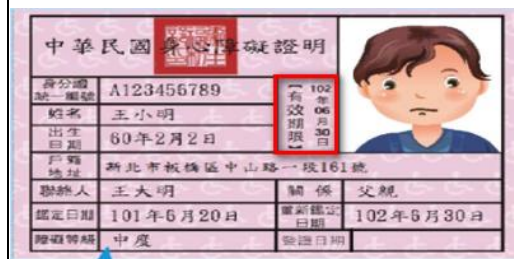 中華民國身心障礙證明
身分證統一編號 A123456789
【有效期限】 102年06月30日
姓名 王小明
出生日期 60年2月2日
戶籍地址 新北市板橋區中山路一段161號
聯絡人 王大明 關係 父親
鑑定日期 101年6月20日 重新鑑定日期 102年6月30日
障礙等級 中度 發證日期